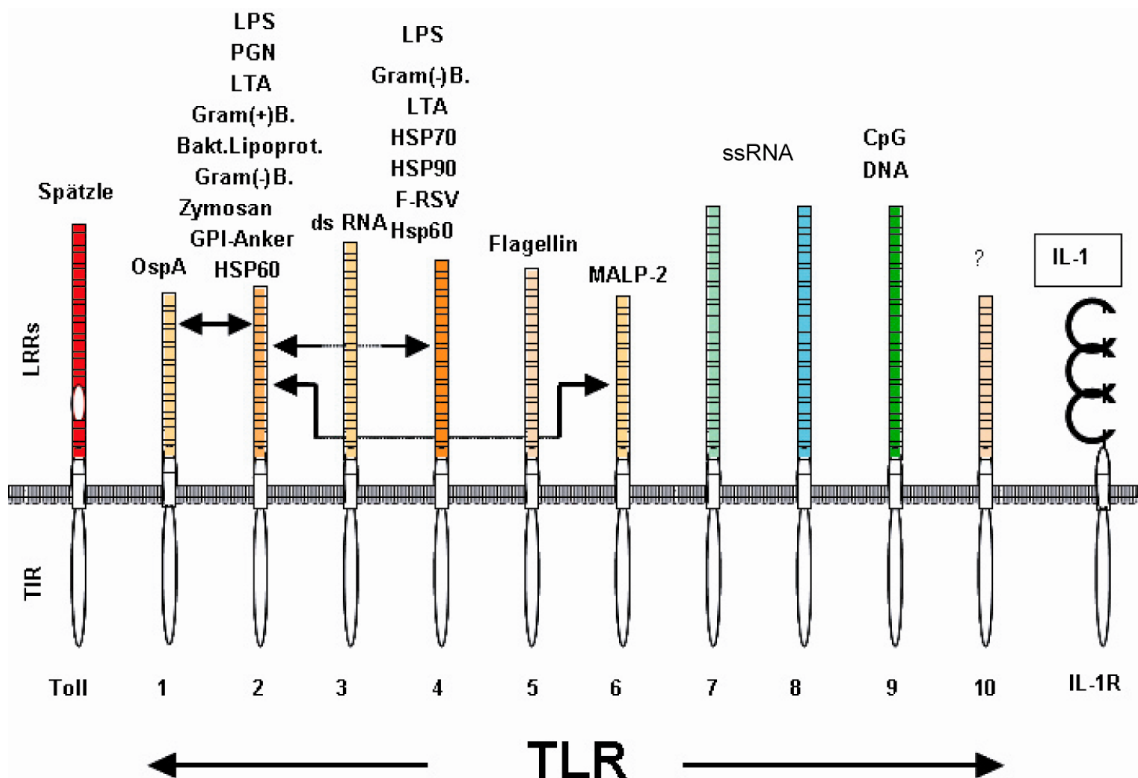 LPS
PGN
LTA
Gram(+)B.
Bakt.Lipoprot.
Gram(-)B.
Zymosan
GPI-Anker
HSP60
LPS
Gram(-)B.
LTA
HSP70
HSP90
F-RSV
Hsp60
Spätzle
OspA
ds RNA
Flagellin
MALP-2
ssRNA
CpG
DNA
?
IL-1
LRRs
TIR
Toll 1 2 3 4 5 6 7 8 9 10 IL-1R
TLR